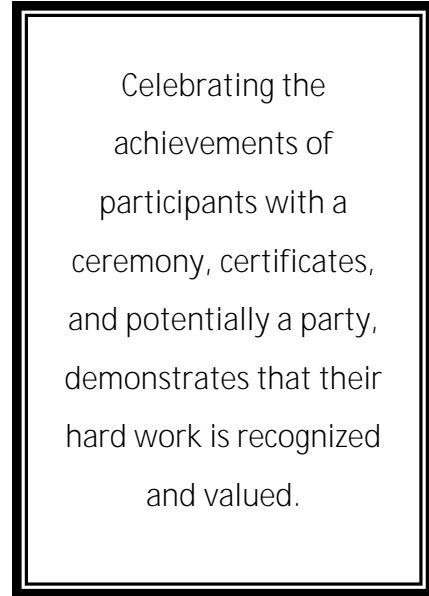 Celebrating the
achievements of
participants with a
ceremony, certificates,
and potentially a party,
demonstrates that their
hard work is recognized
and valued.